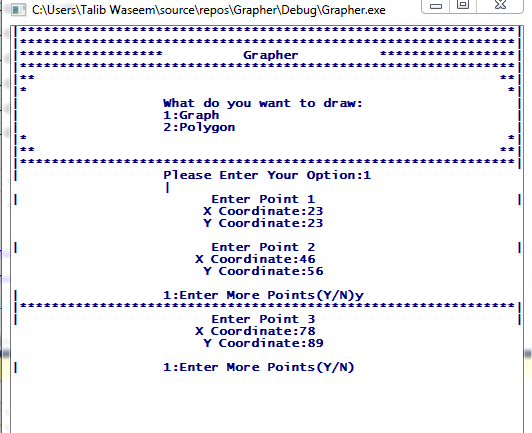 C:\Users\Talib Waseem\source\repos\Grapher\Debug\Grapher.exe
|**************************************************************|
|**************************************************************|
|****************** Grapher *****************|
|**************************************************************|
|** **|
|* *|
| What do you want to draw: |
| 1:Graph |
| 2:Polygon |
|* *|
|** **|
|**************************************************************|
| Please Enter Your Option:1
|
| Enter Point 1 |
X Coordinate:23
Y Coordinate:23
| Enter Point 2 |
X Coordinate:46
Y Coordinate:56
| 1:Enter More Points(Y/N)y
|**************************************************************|
| Enter Point 3 |
X Coordinate:78
Y Coordinate:89
| 1:Enter More Points(Y/N)